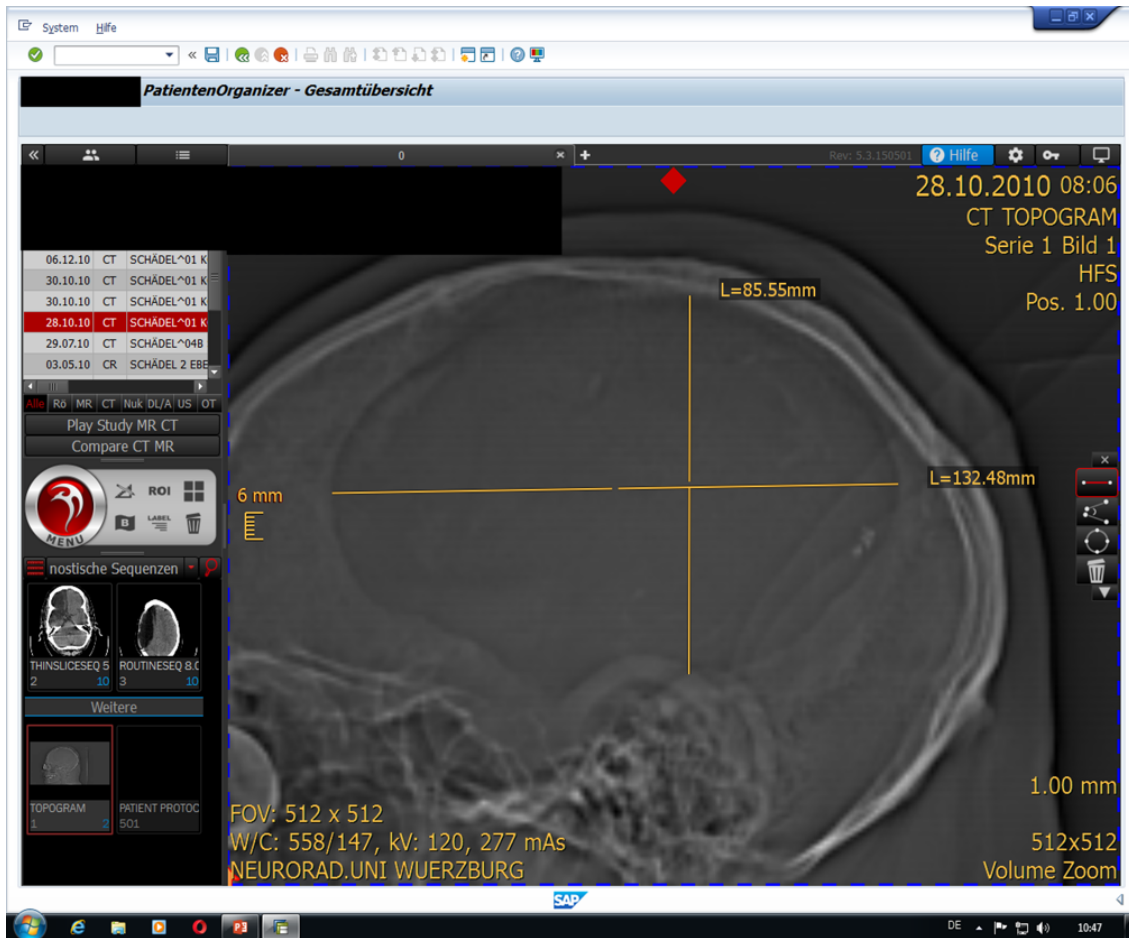 System Hilfe
PatientenOrganizer - Gesamtübersicht
0
Rev: 5.3.150501
Hilfe
28.10.2010 08:06
CT TOPOGRAM
Serie 1 Bild 1
HFS
Pos. 1.00
06.12.10 CT SCHÄDEL^01 K
30.10.10 CT SCHÄDEL^01 K
30.10.10 CT SCHÄDEL^01 K
28.10.10 CT SCHÄDEL^01 K
29.07.10 CT SCHÄDEL^04B
03.05.10 CR SCHÄDEL 2 EBE
Alle Rö MR CT Nuk DL/A US OT
Play Study MR CT
Compare CT MR
ROI
B LABEL
MENU
nostische Sequenzen
THINSLICESEQ 5
2 10
ROUTINESEQ 8.0
3 10
Weitere
TOPOGRAM
1 2
PATIENT PROTOC
501
L=85.55mm
L=132.48mm
6 mm
FOV: 512 x 512
W/C: 558/147, kV: 120, 277 mAs
NEURORAD.UNI WUERZBURG
1.00 mm
512x512
Volume Zoom
SAP
DE
10:47